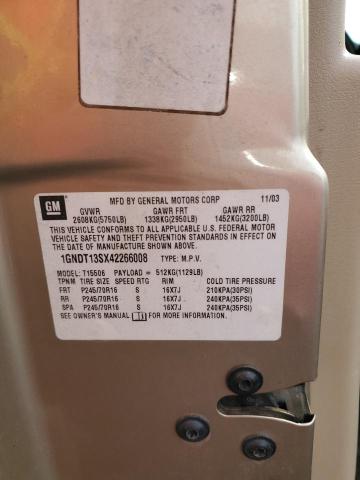 GM
MFD BY GENERAL MOTORS CORP 11/03
GVWR GAWR FRT GAWR RR
2608KG(5750LB) 1338KG(2950LB) 1452KG(3200LB)
THIS VEHICLE CONFORMS TO ALL APPLICABLE U.S. FEDERAL MOTOR
VEHICLE SAFETY AND THEFT PREVENTION STANDARDS IN EFFECT ON
THE DATE OF MANUFACTURE SHOWN ABOVE.
1GNDT13SX42266008 TYPE: M.P.V.
MODEL: T15506 PAYLOAD = 512KG(1129LB)
TPNM TIRE SIZE SPEED RTG RIM COLD TIRE PRESSURE
FRT P245/70R16 S 16X7J 210KPA(30PSI)
RR P245/70R16 S 16X7J 240KPA(35PSI)
SPA P245/70R16 S 16X7J 240KPA(35PSI)
SEE OWNER'S MANUAL FOR MORE INFORMATION.